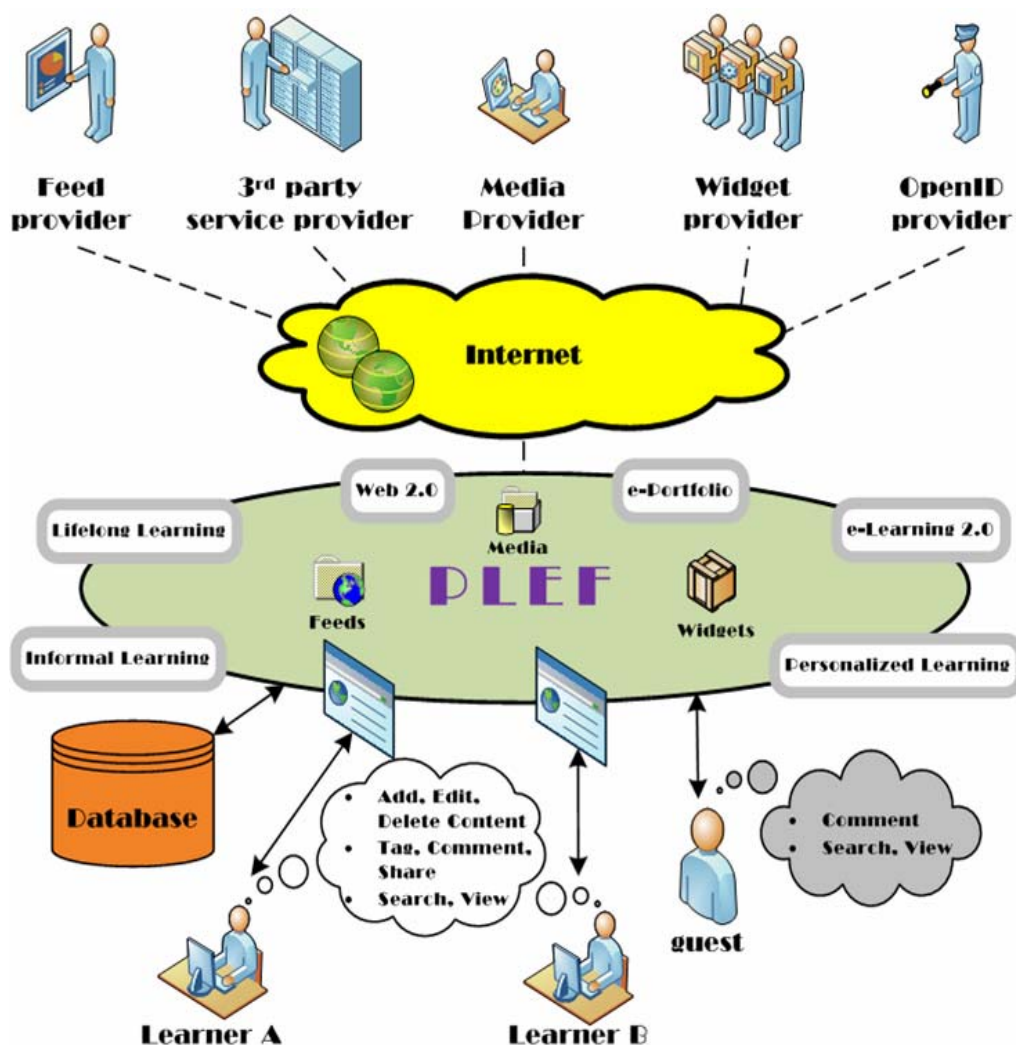 Feed
provider
3rd party
service provider
Media
Provider
Widget
provider
OpenID
provider
Internet
Web 2.0
e-Portfolio
Lifelong Learning
e-Learning 2.0
Media
PLEF
Feeds
Widgets
Informal Learning
Personalized Learning
Database
• Add, Edit,
Delete Content
• Tag, Comment,
Share
• Search, View
• Comment
• Search, View
guest
Learner A
Learner B